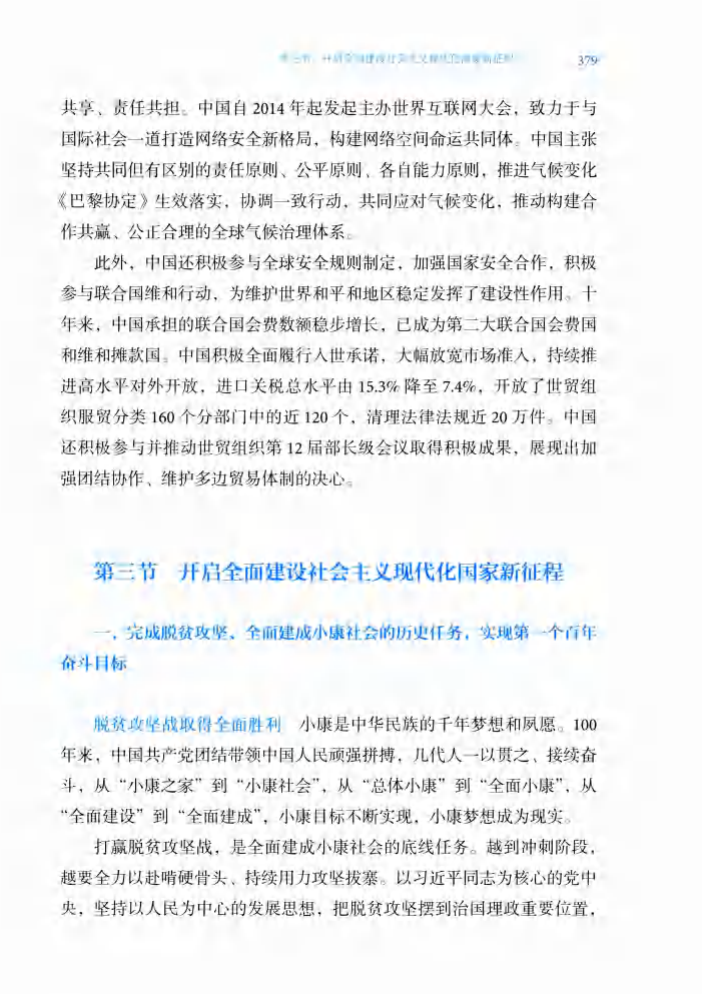 第三节 开启全面建设社会主义现代化国家新征程 379
共享、责任共担。中国自 2014 年起发起主办世界互联网大会，致力于与
国际社会一道打造网络安全新格局，构建网络空间命运共同体。中国主张
坚持共同但有区别的责任原则、公平原则、各自能力原则，推进气候变化
《巴黎协定》生效落实，协调一致行动，共同应对气候变化，推动构建合
作共赢、公正合理的全球气候治理体系。
此外，中国还积极参与全球安全规则制定，加强国家安全合作，积极
参与联合国维和行动，为维护世界和平和地区稳定发挥了建设性作用。十
年来，中国承担的联合国会费数额稳步增长，已成为第二大联合国会费国
和维和摊款国。中国积极全面履行入世承诺，大幅放宽市场准入，持续推
进高水平对外开放，进口关税总水平由 15.3% 降至 7.4%，开放了世贸组
织服贸分类 160 个分部门中的近 120 个，清理法律法规近 20 万件。中国
还积极参与并推动世贸组织第 12 届部长级会议取得积极成果，展现出加
强团结协作、维护多边贸易体制的决心。
第三节 开启全面建设社会主义现代化国家新征程
一、完成脱贫攻坚、全面建成小康社会的历史任务，实现第一个百年
奋斗目标
脱贫攻坚战取得全面胜利 小康是中华民族的千年梦想和夙愿。100
年来，中国共产党团结带领中国人民顽强拼搏，几代人一以贯之、接续奋
斗，从“小康之家”到“小康社会”，从“总体小康”到“全面小康”，从
“全面建设”到“全面建成”，小康目标不断实现，小康梦想成为现实。
打赢脱贫攻坚战，是全面建成小康社会的底线任务。越到冲刺阶段，
越要全力以赴啃硬骨头、持续用力攻坚拔寨。以习近平同志为核心的党中
央，坚持以人民为中心的发展思想，把脱贫攻坚摆到治国理政重要位置，